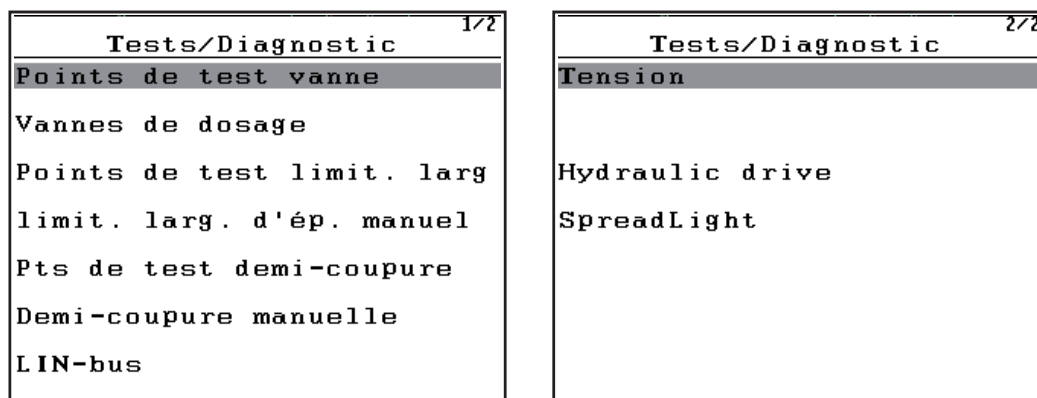 1/2
Tests/Diagnostic
Points de test vanne
Vannes de dosage
Points de test limit. larg
limit. larg. d'ép. manuel
Pts de test demi-coupure
Demi-coupure manuelle
LIN-bus
2/2
Tests/Diagnostic
Tension
Hydraulic drive
SpreadLight